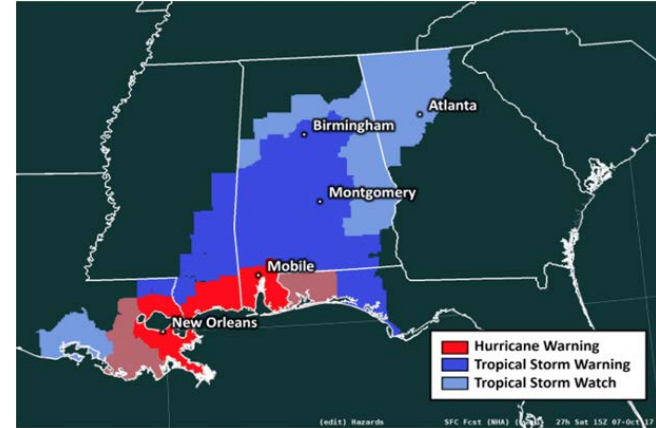 Birmingham
Atlanta
Montgomery
Mobile
New Orleans
Hurricane Warning
Tropical Storm Warning
Tropical Storm Watch
(edit) Hazards SFC Fcst (NHA) 27h Sat 15Z 07-Oct 17